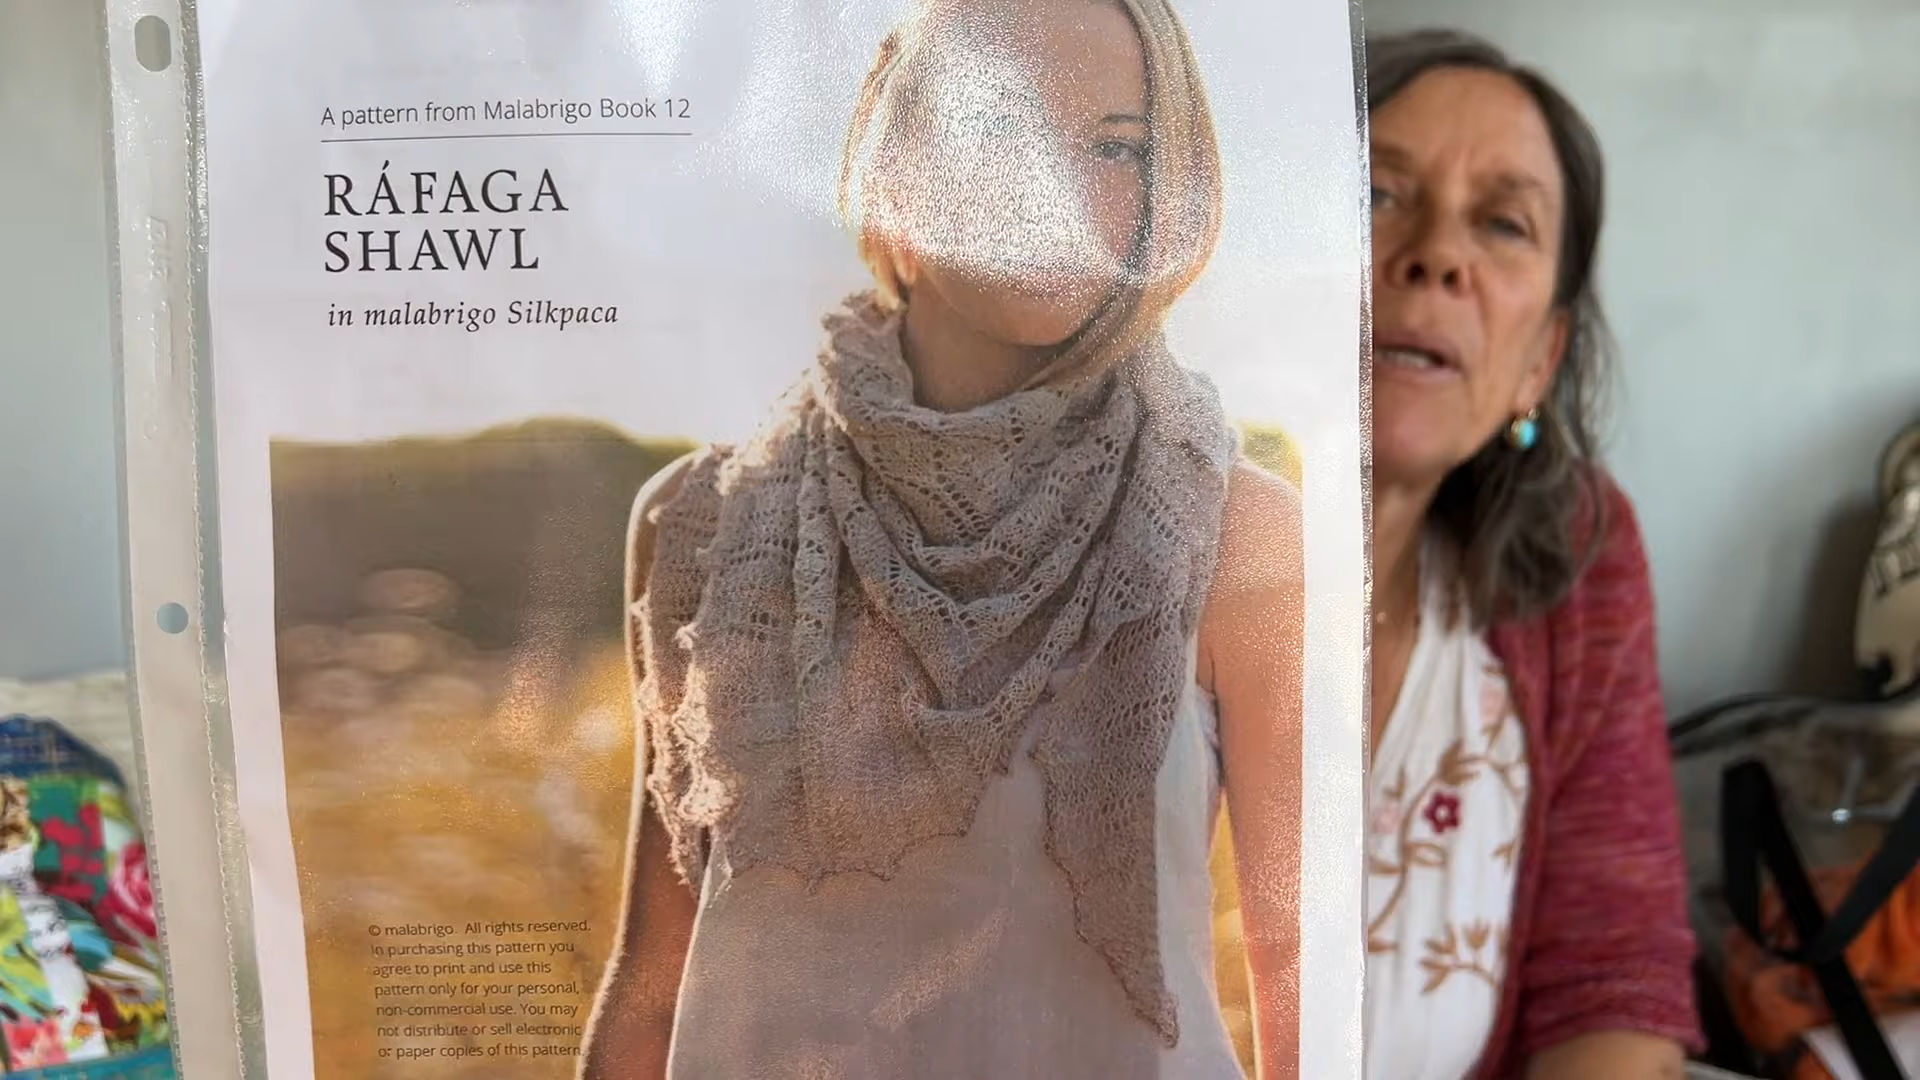 A pattern from Malabrigo Book 12
RÁFAGA
SHAWL
in malabrigo Silkpaca
© malabrigo. All rights reserved.
In purchasing this pattern you
agree to print and use this
pattern only for your personal,
non-commercial use. You may
not distribute or sell electronic
or paper copies of this pattern.